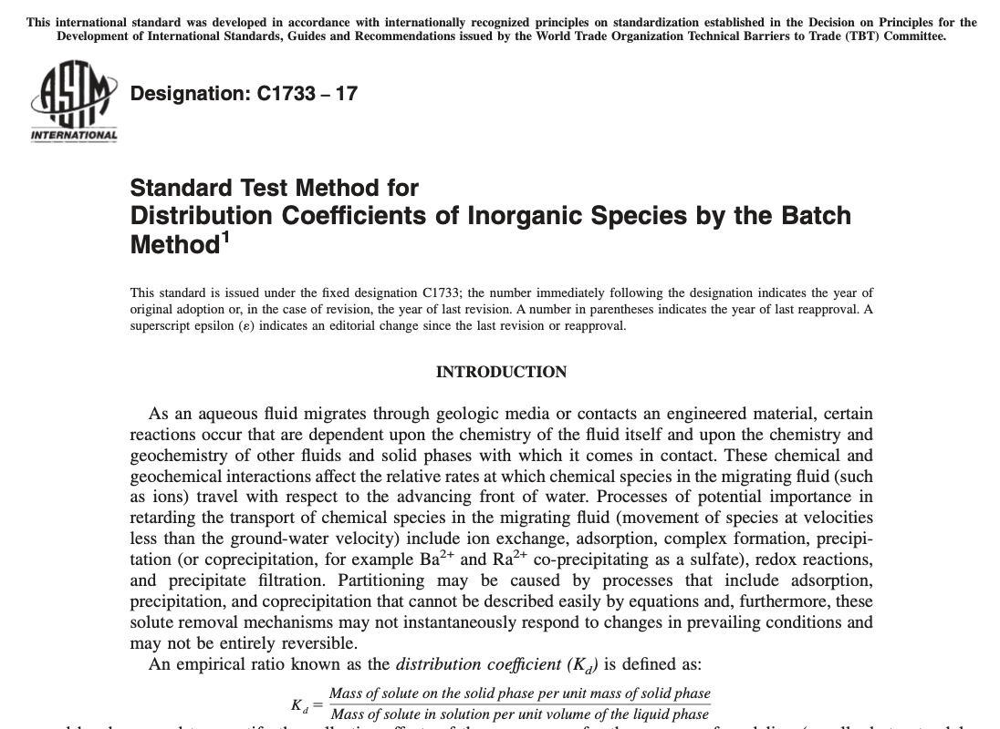 This international standard was developed in accordance with internationally recognized principles on standardization established in the Decision on Principles for the
Development of International Standards, Guides and Recommendations issued by the World Trade Organization Technical Barriers to Trade (TBT) Committee.
ASTM
INTERNATIONAL
Designation: C1733 – 17
Standard Test Method for
Distribution Coefficients of Inorganic Species by the Batch
Method¹
This standard is issued under the fixed designation C1733; the number immediately following the designation indicates the year of
original adoption or, in the case of revision, the year of last revision. A number in parentheses indicates the year of last reapproval. A
superscript epsilon (ε) indicates an editorial change since the last revision or reapproval.
INTRODUCTION
As an aqueous fluid migrates through geologic media or contacts an engineered material, certain
reactions occur that are dependent upon the chemistry of the fluid itself and upon the chemistry and
geochemistry of other fluids and solid phases with which it comes in contact. These chemical and
geochemical interactions affect the relative rates at which chemical species in the migrating fluid (such
as ions) travel with respect to the advancing front of water. Processes of potential importance in
retarding the transport of chemical species in the migrating fluid (movement of species at velocities
less than the ground-water velocity) include ion exchange, adsorption, complex formation, precipi-
tation (or coprecipitation, for example Ba²⁺ and Ra²⁺ co-precipitating as a sulfate), redox reactions,
and precipitate filtration. Partitioning may be caused by processes that include adsorption,
precipitation, and coprecipitation that cannot be described easily by equations and, furthermore, these
solute removal mechanisms may not instantaneously respond to changes in prevailing conditions and
may not be entirely reversible.
An empirical ratio known as the distribution coefficient (K_d) is defined as:
K_d = Mass of solute on the solid phase per unit mass of solid phase
Mass of solute in solution per unit volume of the liquid phase